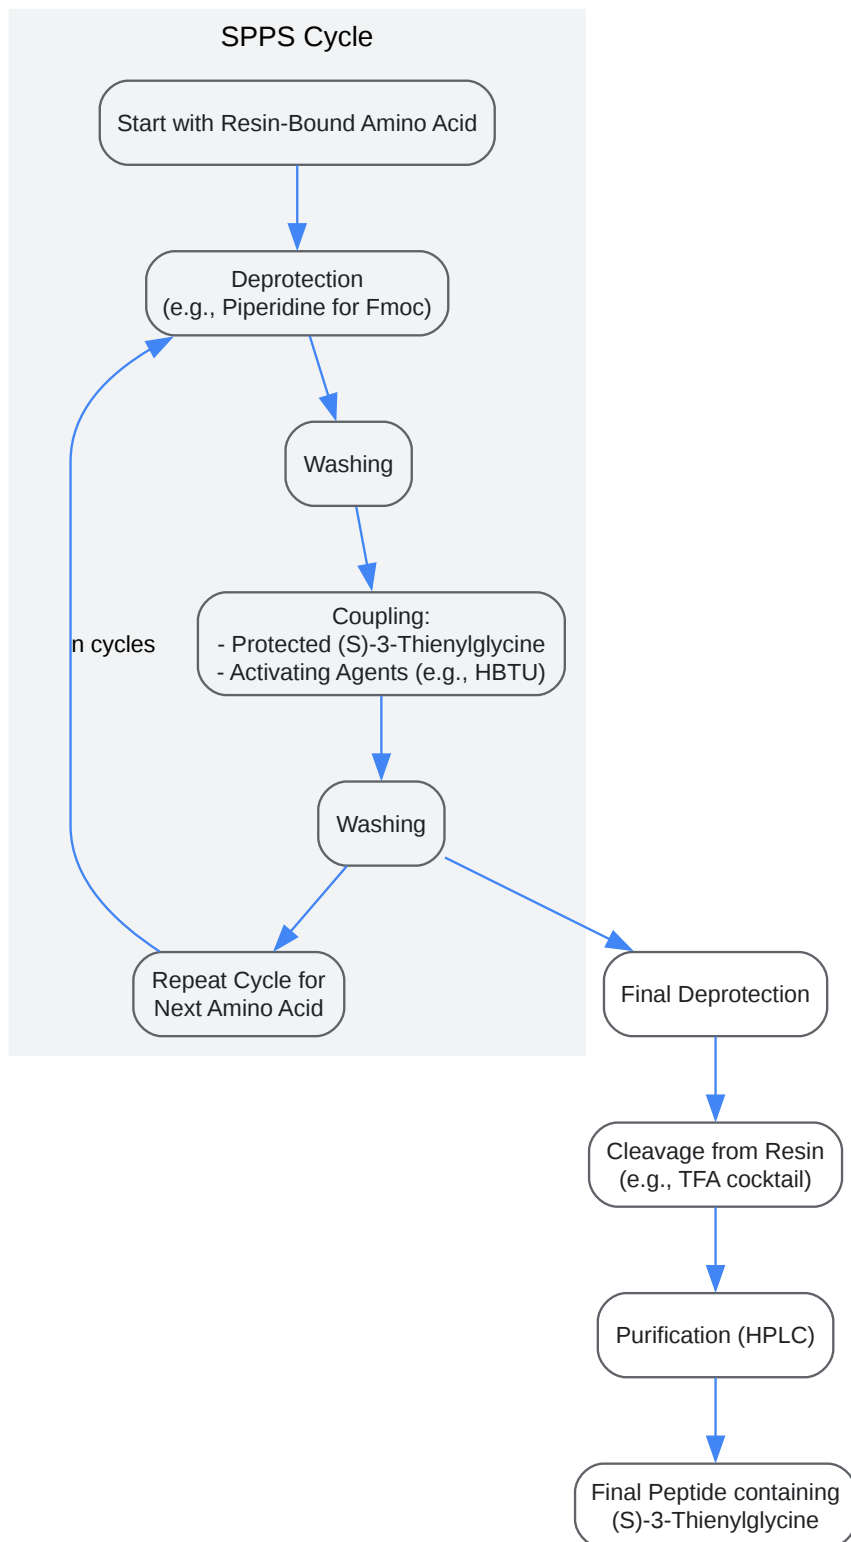 SPPS Cycle
Start with Resin-Bound Amino Acid
Deprotection
(e.g., Piperidine for Fmoc)
Washing
Coupling:
- Protected (S)-3-Thienylglycine
- Activating Agents (e.g., HBTU)
n cycles
Washing
Repeat Cycle for
Next Amino Acid
Final Deprotection
Cleavage from Resin
(e.g., TFA cocktail)
Purification (HPLC)
Final Peptide containing
(S)-3-Thienylglycine